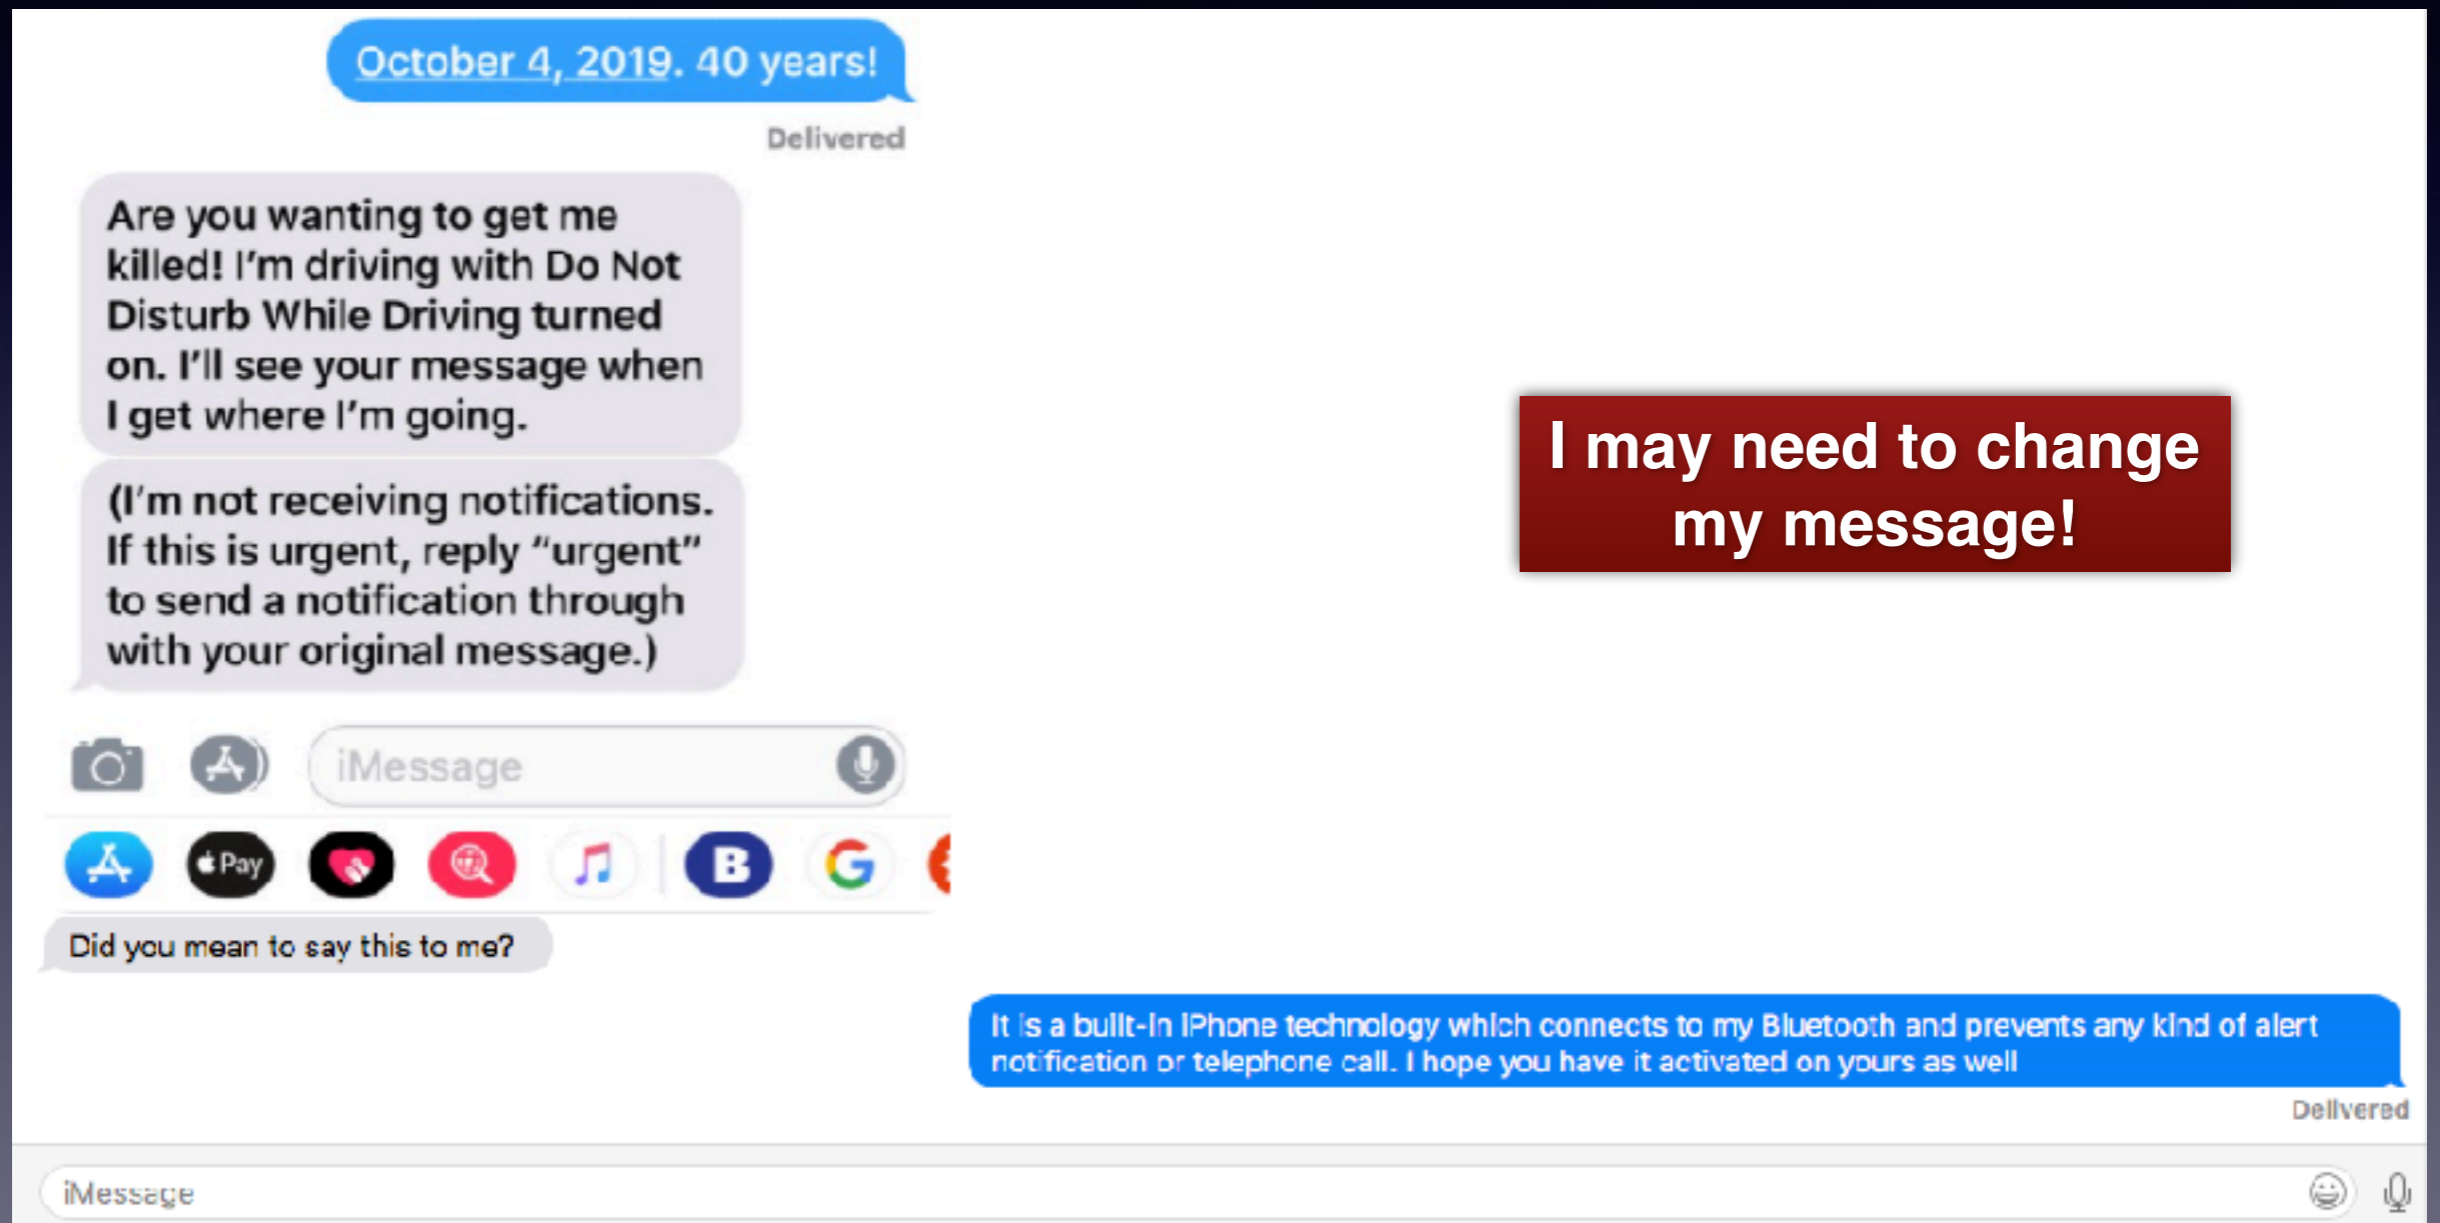 October 4, 2019. 40 years!
Delivered
Are you wanting to get me
killed! I'm driving with Do Not
Disturb While Driving turned
on. I'll see your message when
I get where I'm going.
(I'm not receiving notifications.
If this is urgent, reply "urgent"
to send a notification through
with your original message.)
I may need to change
my message!
iMessage
Pay
B
G
Did you mean to say this to me?
It is a built-in iPhone technology which connects to my Bluetooth and prevents any kind of alert
notification or telephone call. I hope you have it activated on yours as well
Delivered
iMessage